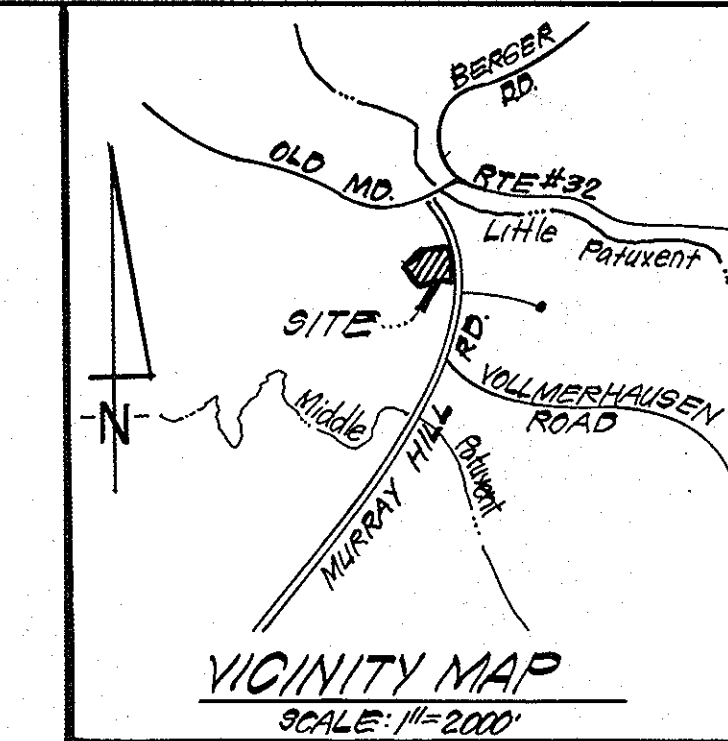 BERGER
RD.
OLD MD. RTE #32
Little Patuxent
SITE
RD.
VOLLMERHAUSEN
ROAD
N
Middle
Patuxent
MURRAY HILL
VICINITY MAP
SCALE: 1"=2000'